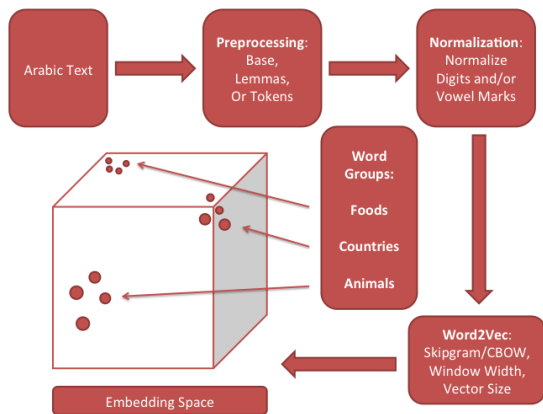 Arabic Text
Preprocessing:
Base,
Lemmas,
Or Tokens
Normalization:
Normalize
Digits and/or
Vowel Marks
Word
Groups:
Foods
Countries
Animals
Word2Vec:
Skipgram/CBOW,
Window Width,
Vector Size
Embedding Space